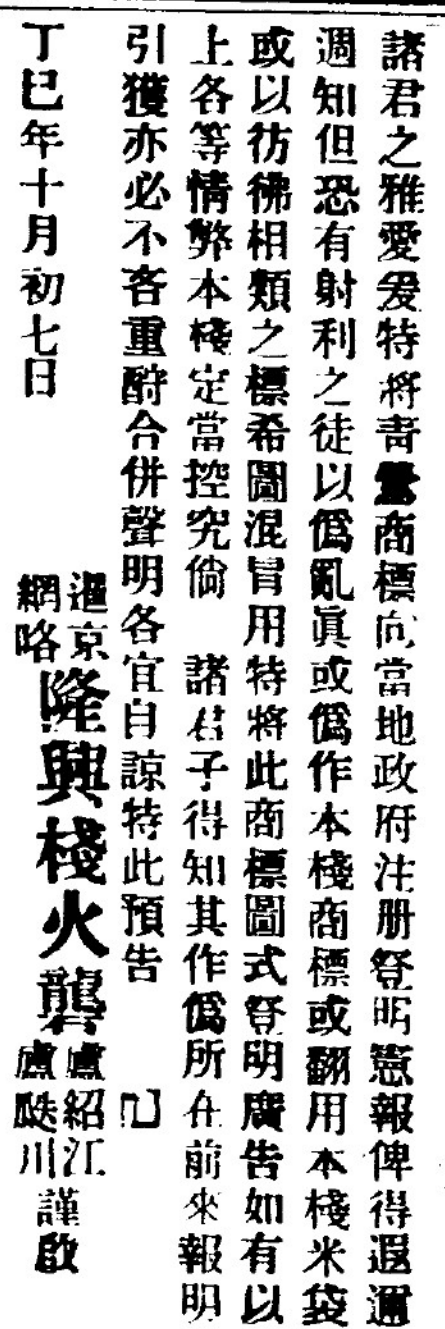 諸君之雅愛爰特將靑商標向當地政府注册登明憲報俾得遐邇
週知但恐有射利之徒以僞亂眞或僞作本棧商標或翻用本棧米袋
或以彷彿相類之標希圖混冒用特將此商標圖式登明廣告如有以
上各等情弊本棧定當控究倘 諸君子得知其作僞所在前來報明
引獲亦必不吝重酧合併聲明各宜自諒特此預告
丁巳年十月初七日
暹京
網咯
隆興棧火礱
盧紹江
盧瓞川
謹啟